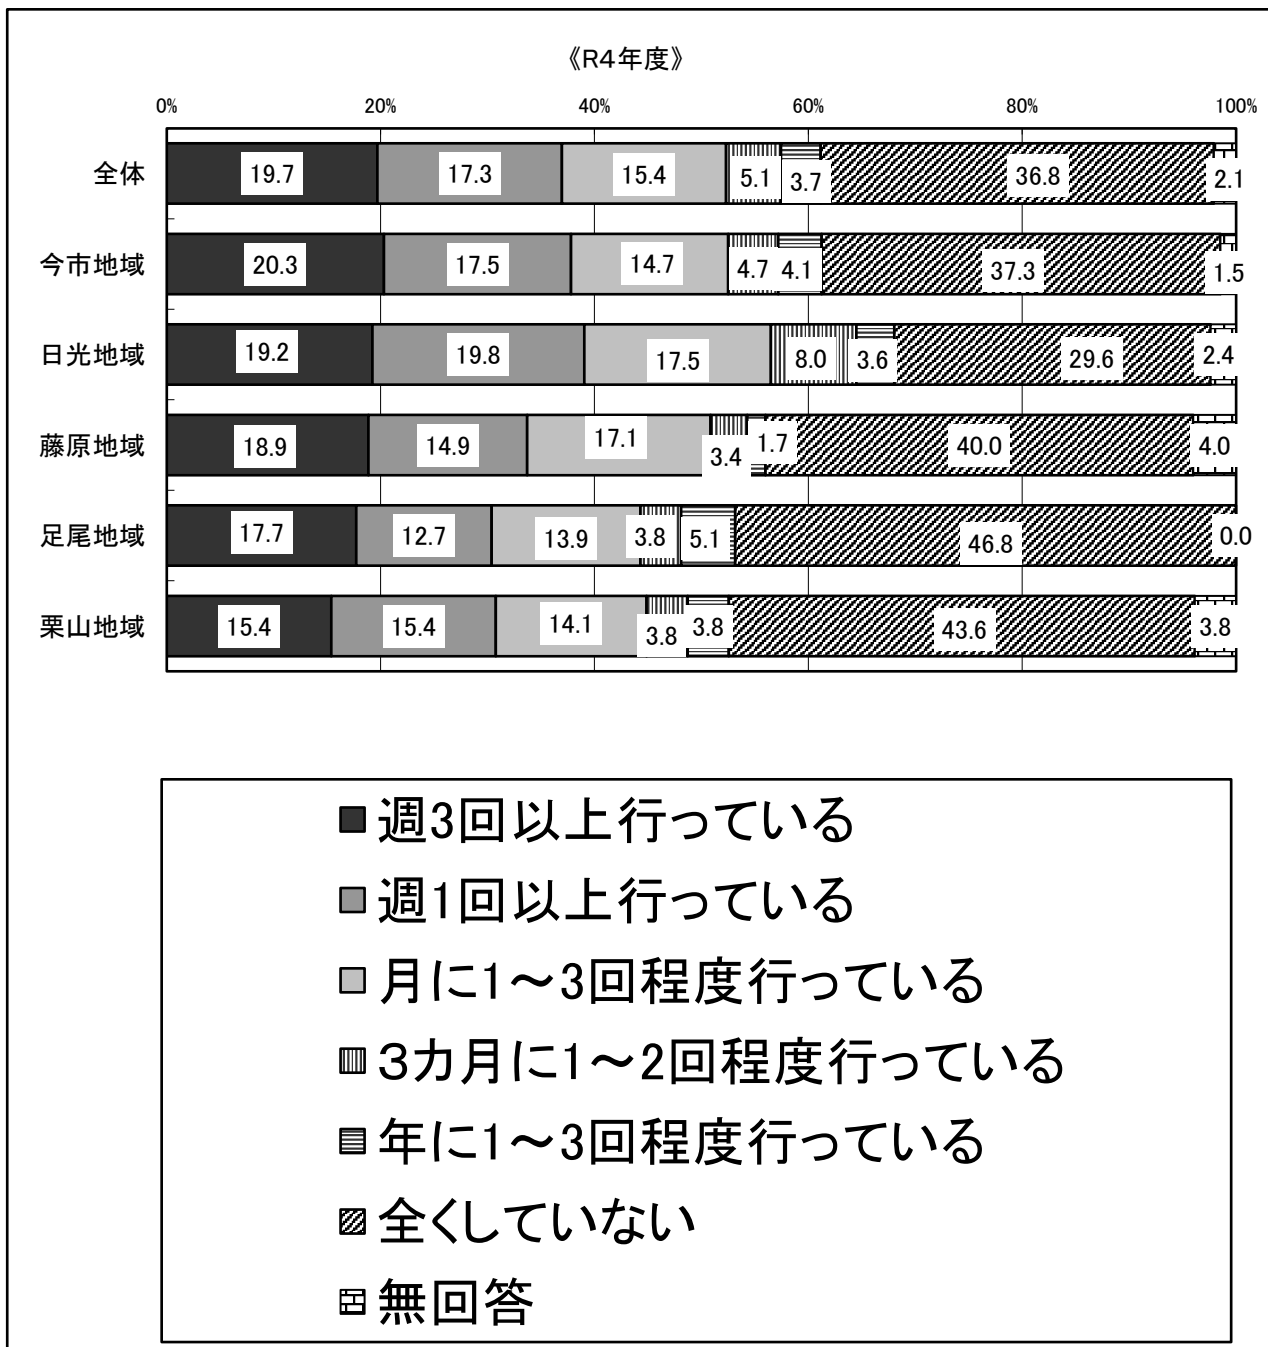 《R4年度》
0% 20% 40% 60% 80% 100%
全体 19.7 17.3 15.4 5.1 3.7 36.8 2.1
今市地域 20.3 17.5 14.7 4.7 4.1 37.3 1.5
日光地域 19.2 19.8 17.5 8.0 3.6 29.6 2.4
藤原地域 18.9 14.9 17.1 3.4 1.7 40.0 4.0
足尾地域 17.7 12.7 13.9 3.8 5.1 46.8 0.0
栗山地域 15.4 15.4 14.1 3.8 3.8 43.6 3.8
週3回以上行っている
週1回以上行っている
月に1～3回程度行っている
３カ月に1～2回程度行っている
年に1～3回程度行っている
全くしていない
無回答